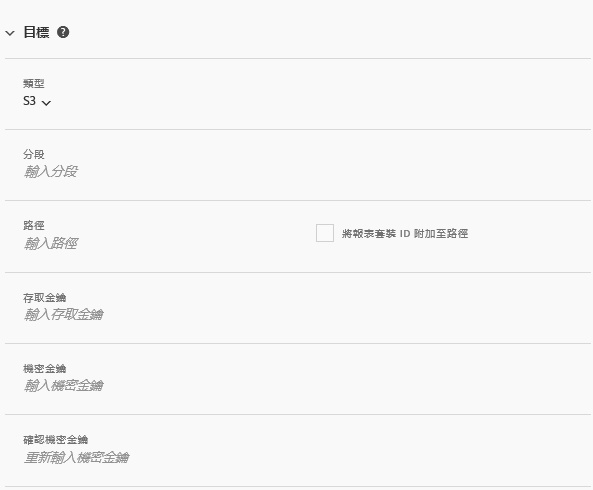 目標
類型
S3
分段
輸入分段
路徑
輸入路徑
將報表套裝 ID 附加至路徑
存取金鑰
輸入存取金鑰
機密金鑰
輸入機密金鑰
確認機密金鑰
重新輸入機密金鑰